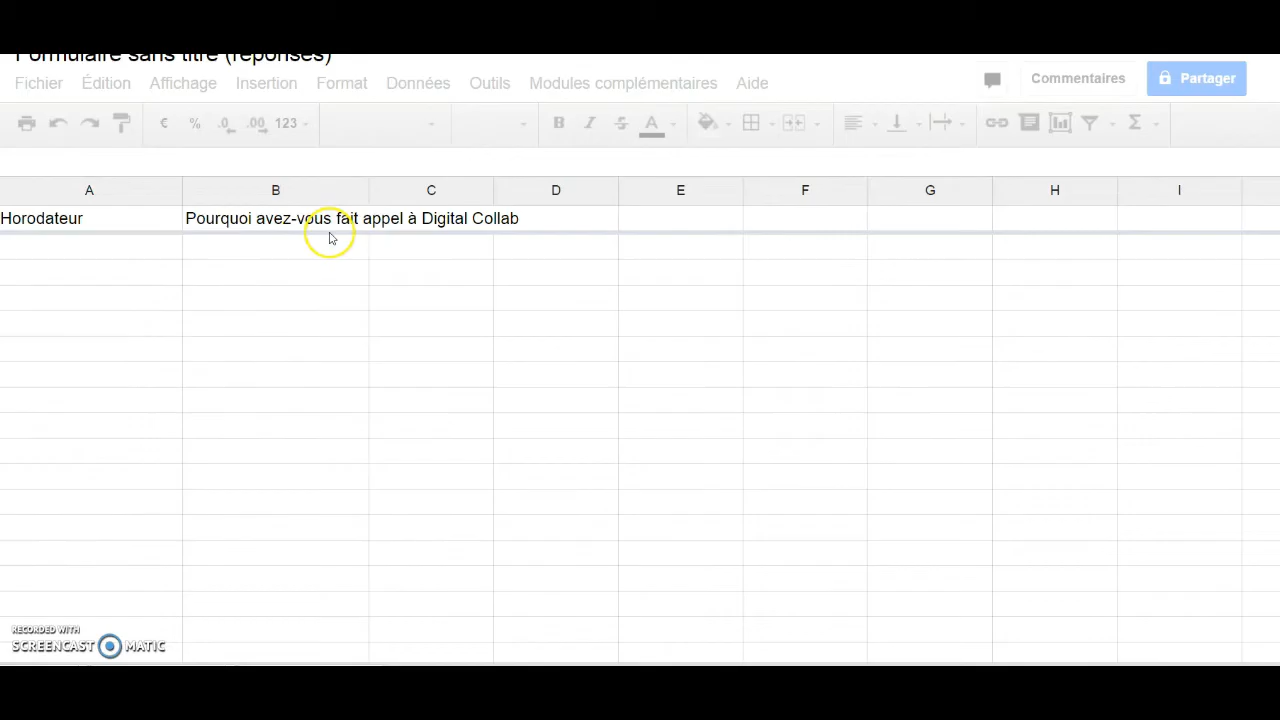 Formulaire sans titre (réponses)
Fichier Édition Affichage Insertion Format Données Outils Modules complémentaires Aide
Commentaires Partager
€ % .0 .00 123 B I S A Σ
A B C D E F G H I
Horodateur Pourquoi avez-vous fait appel à Digital Collab
RECORDED WITH
SCREENCAST MATIC